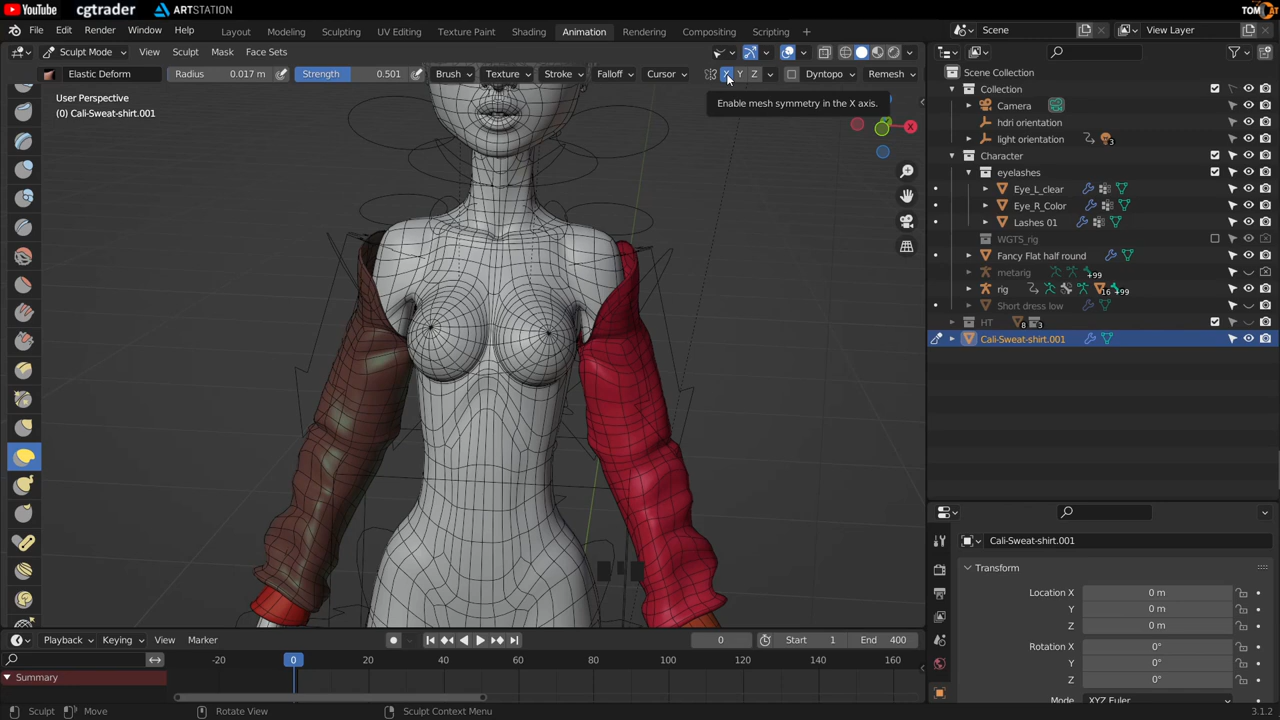 YouTube cgtrader ARTSTATION TOMCAT
File Edit Render Window Help Layout Modeling Sculpting UV Editing Texture Paint Shading Animation Rendering Compositing Scripting Scene View Layer
Sculpt Mode View Sculpt Mask Face Sets
Elastic Deform Radius 0.017 m Strength 0.501 Brush Texture Stroke Falloff Cursor X Y Z Dyntopo Remesh
User Perspective
(0) Cali-Sweat-shirt.001
Enable mesh symmetry in the X axis.
X
Scene Collection
Collection
Camera
hdri orientation
light orientation 3
Character
eyelashes
Eye_L_clear
Eye_R_Color
Lashes 01
WGTS_rig
Fancy Flat half round
metarig +99
rig 16 +99
Short dress low
HT 8 3
Cali-Sweat-shirt.001
Cali-Sweat-shirt.001
Transform
Location X 0 m
Y 0 m
Z 0 m
Rotation X 0°
Y 0°
Z 0°
Mode XYZ Euler
Playback Keying View Marker 0 Start 1 End 400
-20 0 20 40 60 80 100 120 140 160
Summary
Sculpt Move Rotate View Sculpt Context Menu 3.1.2